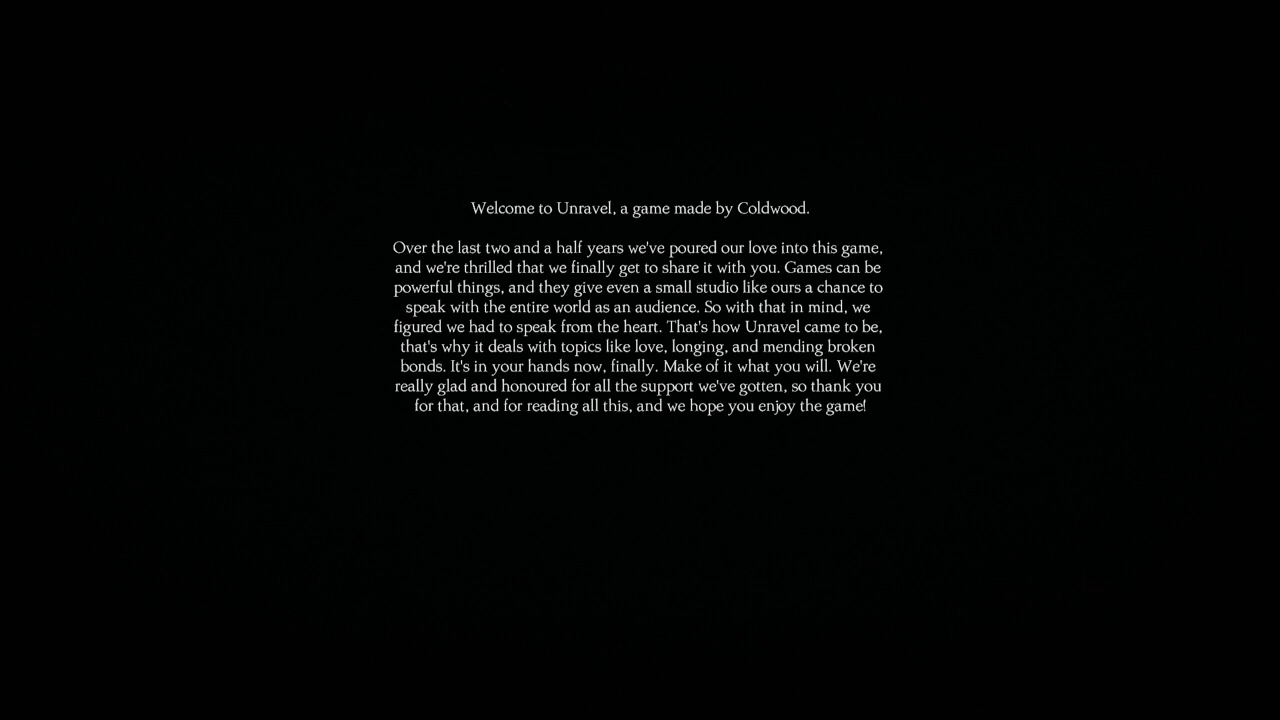 Welcome to Unravel, a game made by Coldwood.
Over the last two and a half years we've poured our love into this game,
and we're thrilled that we finally get to share it with you. Games can be
powerful things, and they give even a small studio like ours a chance to
speak with the entire world as an audience. So with that in mind, we
figured we had to speak from the heart. That's how Unravel came to be,
that's why it deals with topics like love, longing, and mending broken
bonds. It's in your hands now, finally. Make of it what you will. We're
really glad and honoured for all the support we've gotten, so thank you
for that, and for reading all this, and we hope you enjoy the game!